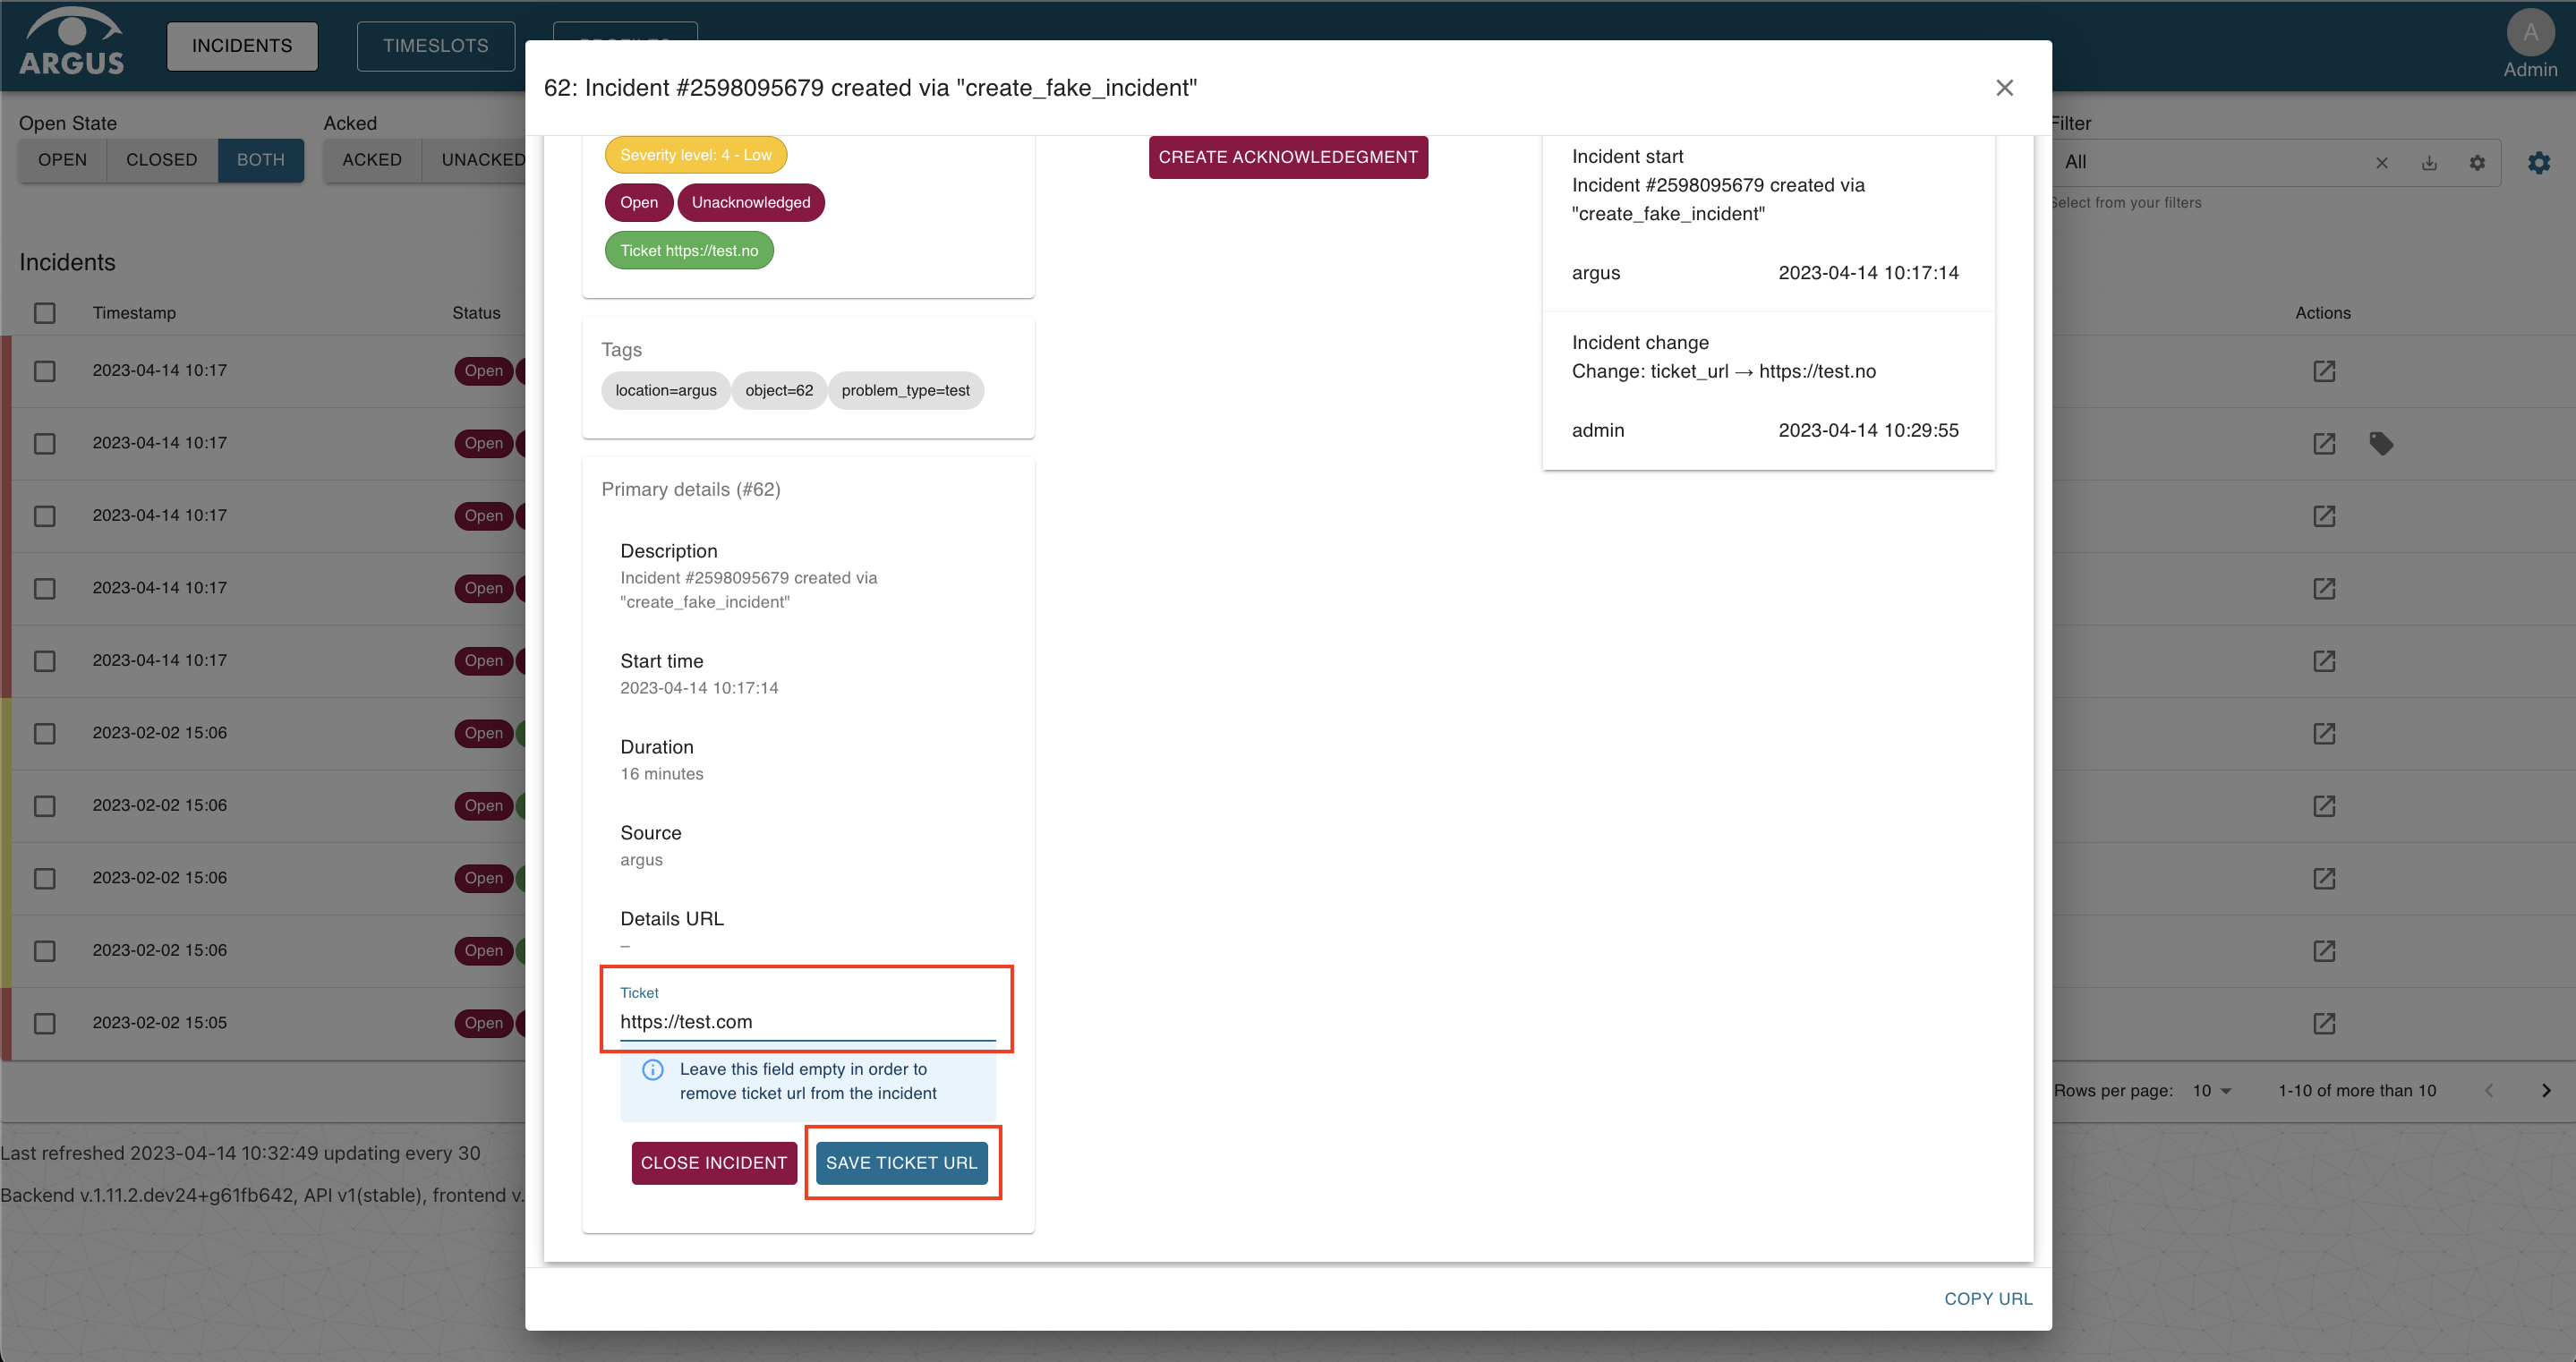 ARGUS
INCIDENTS
TIMESLOTS
PROFILES
A
Admin
Open State
OPEN
CLOSED
BOTH
Acked
ACKED
UNACKED
Filter
All
Select from your filters
Incidents
Timestamp
Status
Actions
2023-04-14 10:17
Open
2023-04-14 10:17
Open
2023-04-14 10:17
Open
2023-04-14 10:17
Open
2023-04-14 10:17
Open
2023-02-02 15:06
Open
2023-02-02 15:06
Open
2023-02-02 15:06
Open
2023-02-02 15:06
Open
2023-02-02 15:05
Open
Rows per page:
10
1-10 of more than 10
Last refreshed 2023-04-14 10:32:49 updating every 30
Backend v.1.11.2.dev24+g61fb642, API v1(stable), frontend v.
62: Incident #2598095679 created via "create_fake_incident"
Severity level: 4 - Low
Open
Unacknowledged
Ticket https://test.no
Tags
location=argus
object=62
problem_type=test
Primary details (#62)
Description
Incident #2598095679 created via
"create_fake_incident"
Start time
2023-04-14 10:17:14
Duration
16 minutes
Source
argus
Details URL
–
Ticket
https://test.com
Leave this field empty in order to
remove ticket url from the incident
CLOSE INCIDENT
SAVE TICKET URL
CREATE ACKNOWLEDEGMENT
Incident start
Incident #2598095679 created via
"create_fake_incident"
argus
2023-04-14 10:17:14
Incident change
Change: ticket_url → https://test.no
admin
2023-04-14 10:29:55
COPY URL